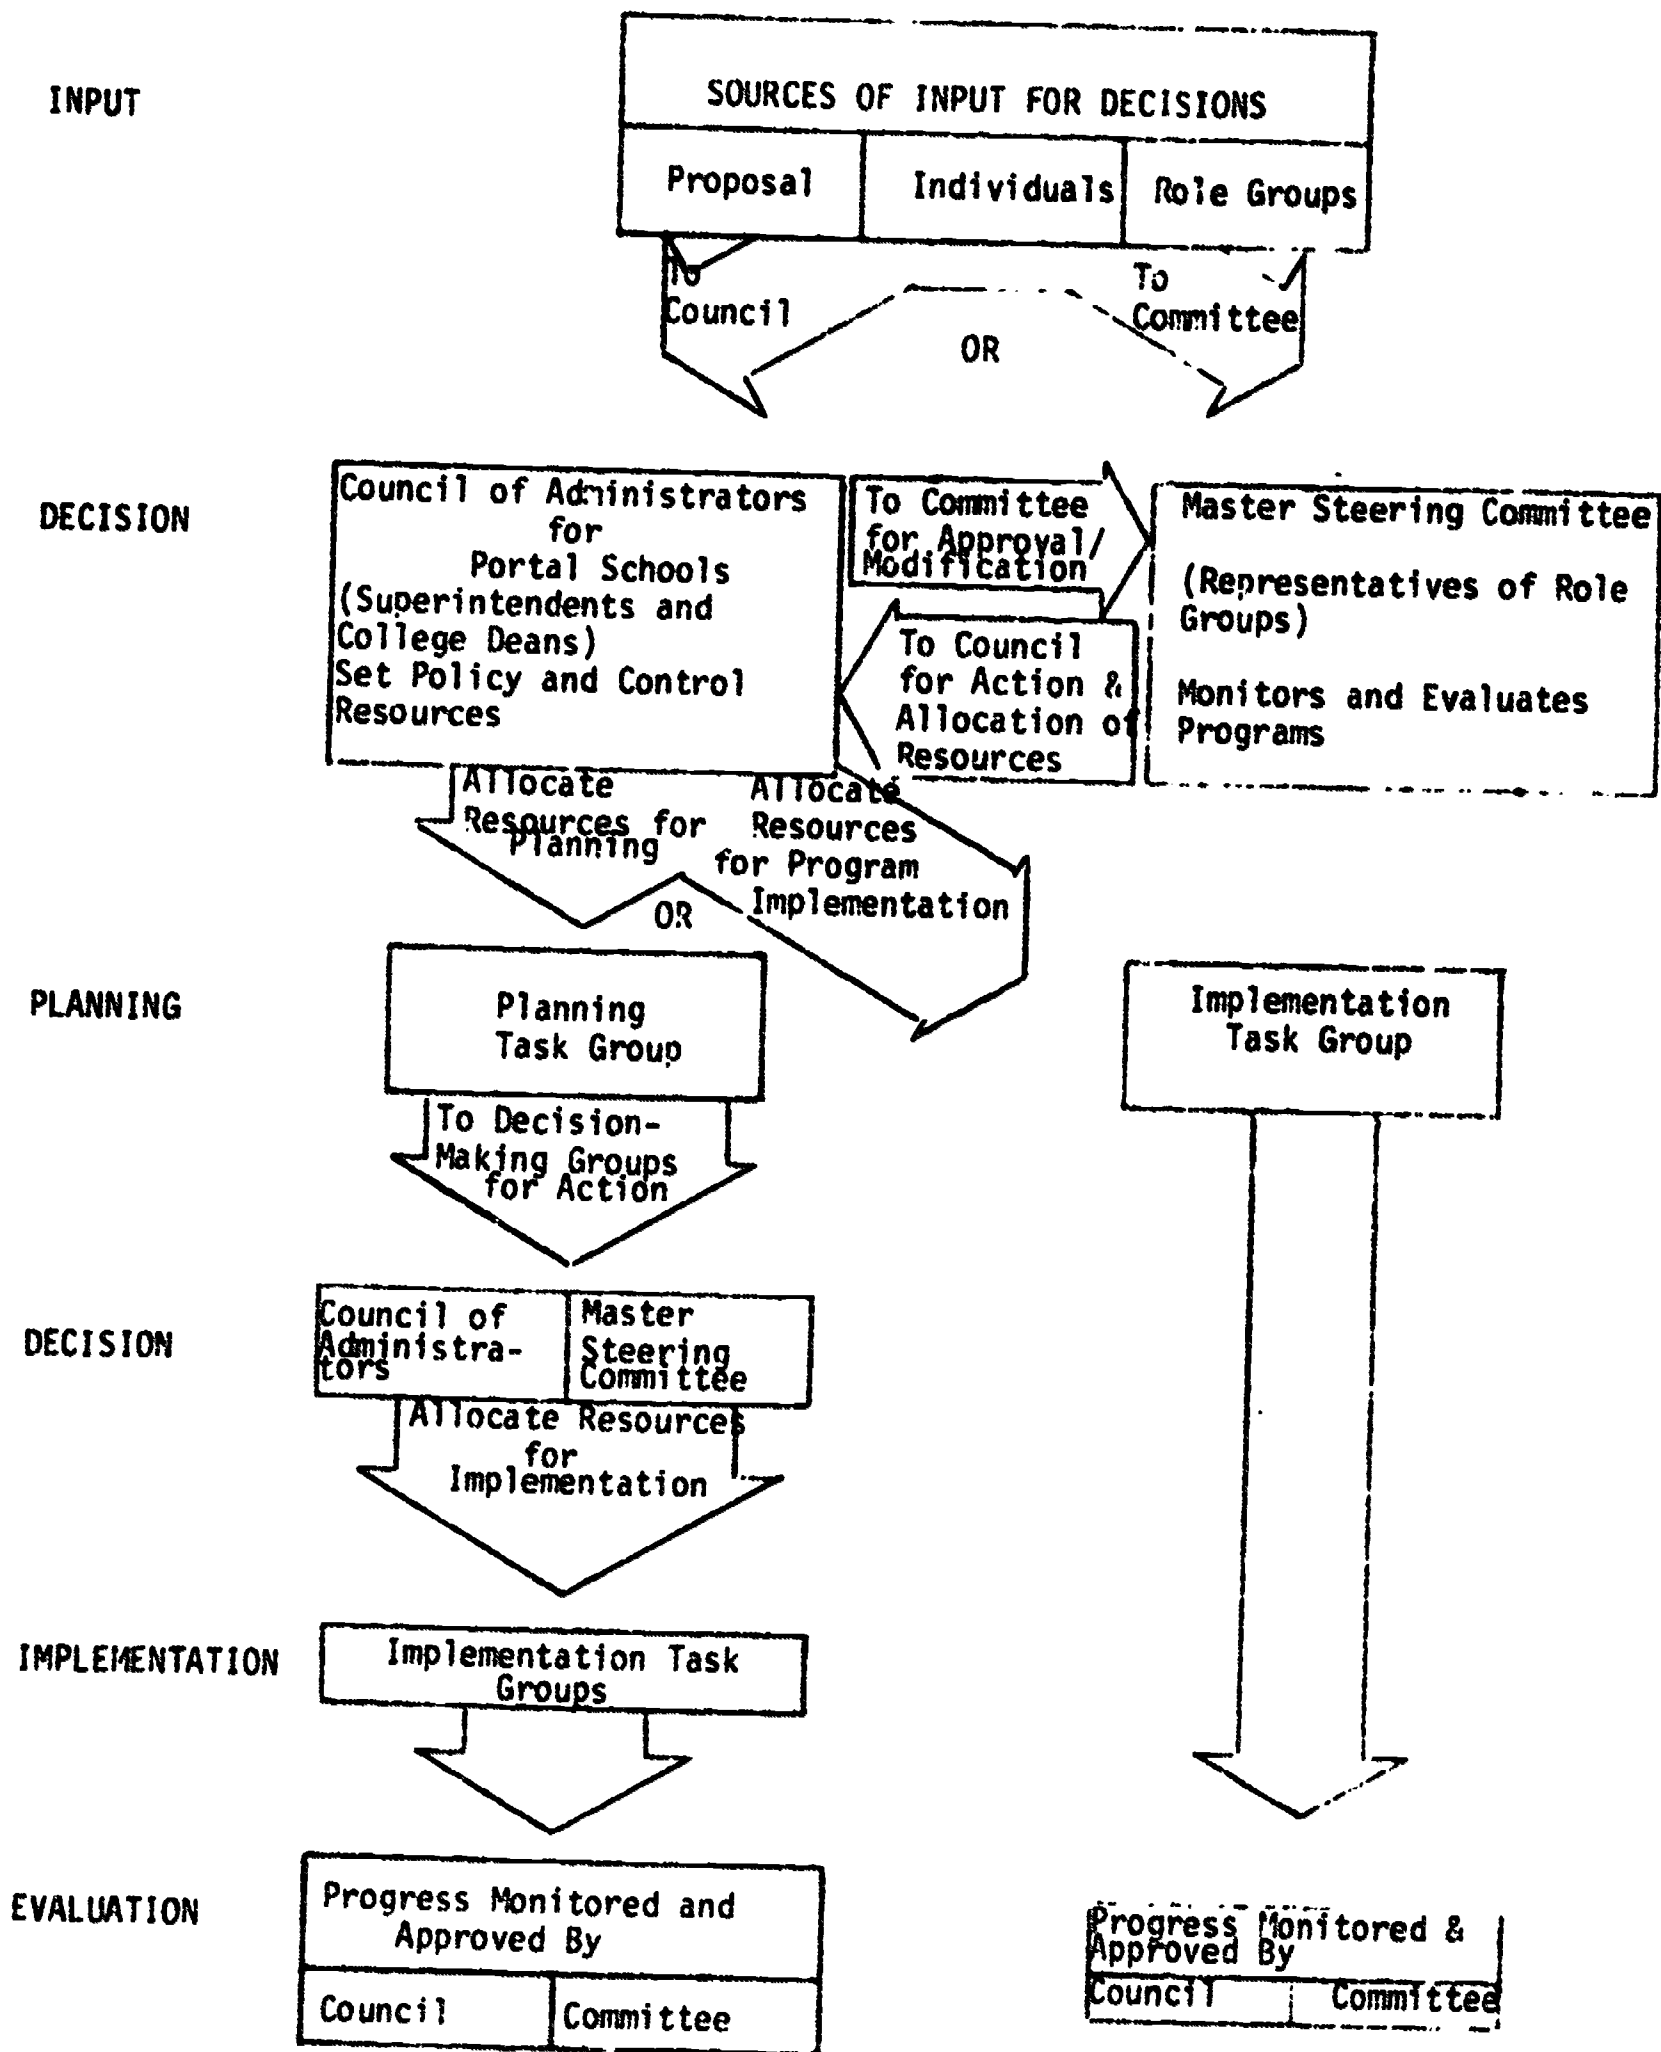 INPUT
SOURCES OF INPUT FOR DECISIONS
Proposal
Individuals
Role Groups
To
Council
To
Committee
OR
DECISION
Council of Administrators
for
Portal Schools
(Superintendents and
College Deans)
Set Policy and Control
Resources
To Committee
for Approval/
Modification
To Council
for Action &
Allocation of
Resources
Master Steering Committee
(Representatives of Role
Groups)
Monitors and Evaluates
Programs
Allocate
Resources for
Planning
Allocate
Resources
for Program
Implementation
OR
PLANNING
Planning
Task Group
Implementation
Task Group
To Decision-
Making Groups
for Action
DECISION
Council of
Administra-
tors
Master
Steering
Committee
Allocate Resources
for
Implementation
IMPLEMENTATION
Implementation Task
Groups
EVALUATION
Progress Monitored and
Approved By
Council
Committee
Progress Monitored &
Approved By
Council
Committee